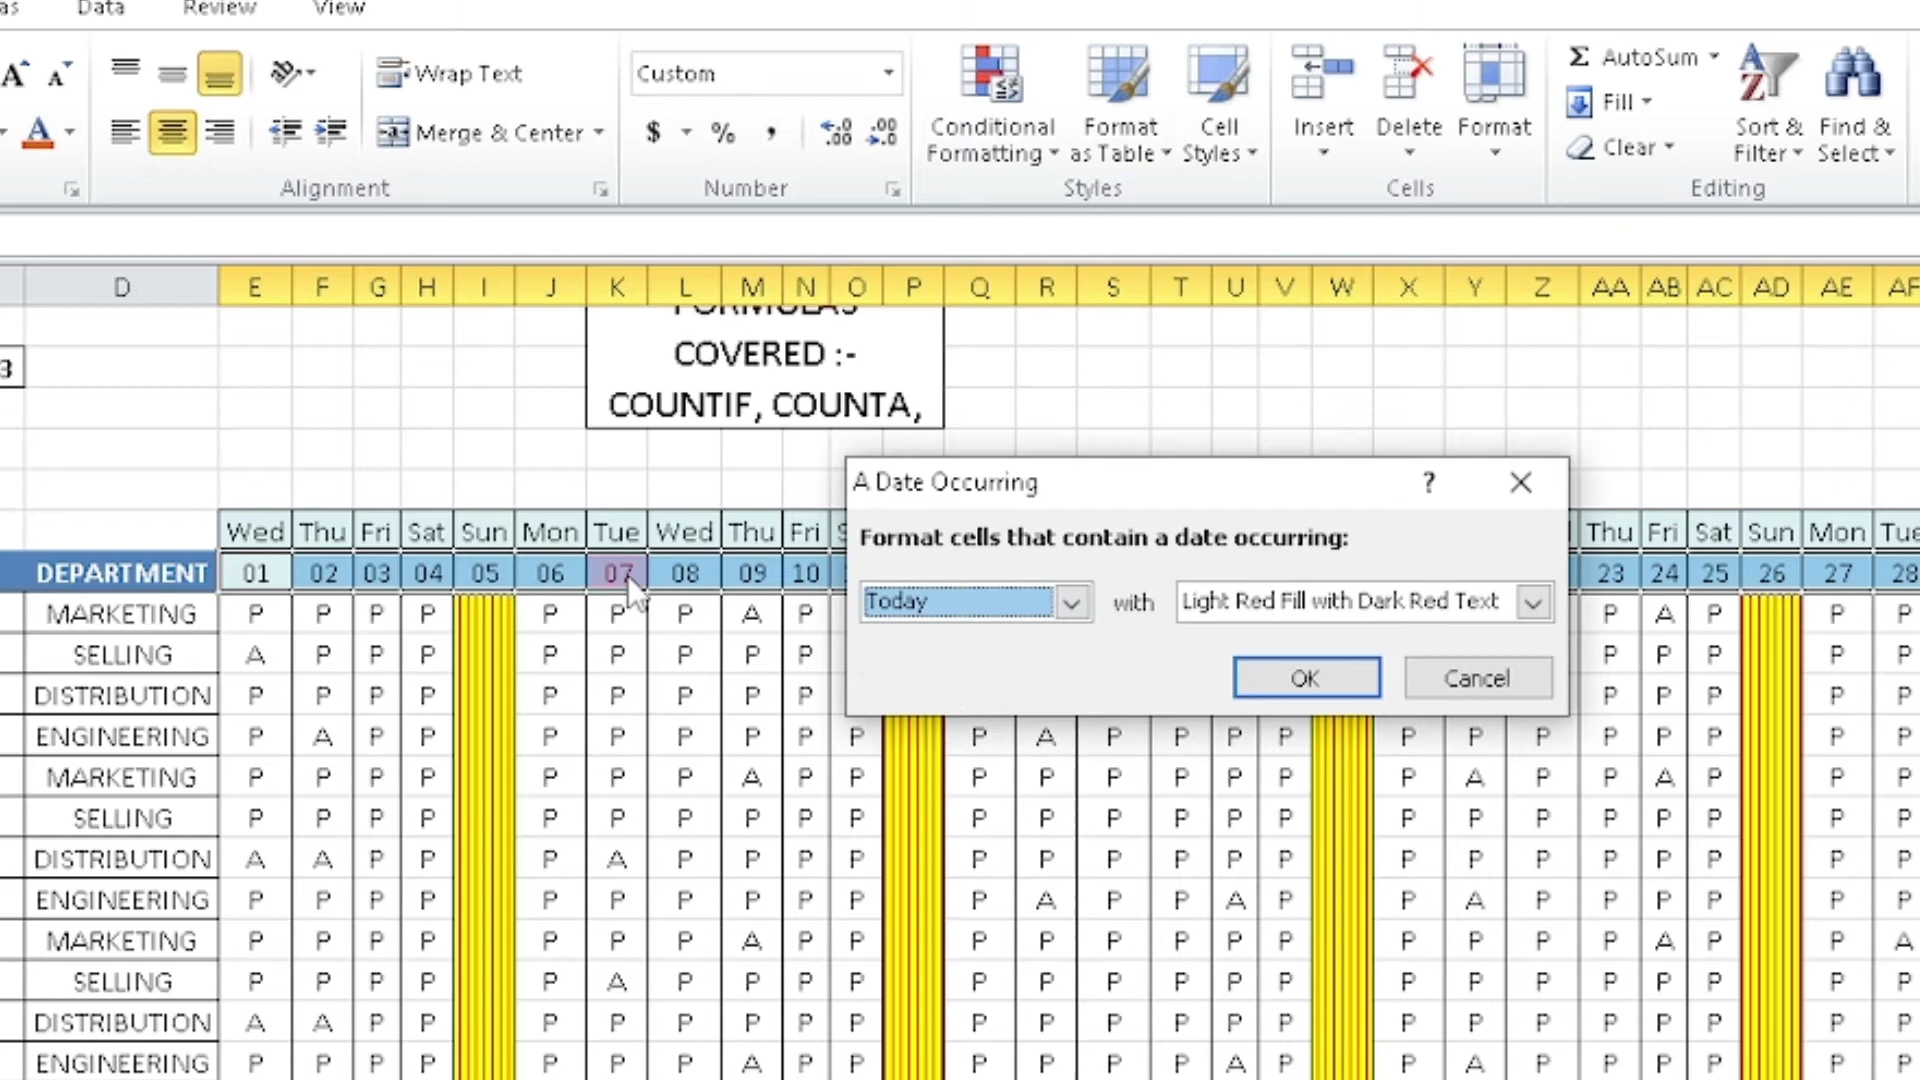 as Data Review View
A A Wrap Text Custom Σ AutoSum
Conditional Format Cell Insert Delete Format Fill Sort & Find &
A Merge & Center $ % , .0 .00 Formatting as Table Styles Clear Filter Select
Alignment Number Styles Cells Editing
D E F G H I J K L M N O P Q R S T U V W X Y Z AA AB AC AD AE AF
FORMULAS
3 COVERED :-
COUNTIF, COUNTA,
A Date Occurring ? X
Format cells that contain a date occurring:
Today with Light Red Fill with Dark Red Text
OK Cancel
Wed Thu Fri Sat Sun Mon Tue Wed Thu Fri S Thu Fri Sat Sun Mon Tue
DEPARTMENT 01 02 03 04 05 06 07 08 09 10 23 24 25 26 27 28
MARKETING P P P P P P P A P P A P P P
SELLING A P P P P P P P P P P P P P
DISTRIBUTION P P P P P P P P P P P P P P
ENGINEERING P A P P P P P P P P P A P P P P P P P P P P P P
MARKETING P P P P P P P A P P P P P P P P P A P P A P P P
SELLING P P P P P P P P P P P P P P P P P P P P P P P P
DISTRIBUTION A A P P P A P P P P P P P P P P P P P P P P P P
ENGINEERING P P P P P P P P P P P A P P A P P A P P P P P P
MARKETING P P P P P P P A P P P P P P P P P P P P A P P A
SELLING P P P P P A P P P P P P P P P P P P P P P P P P
DISTRIBUTION A A P P P P P P P P P P P P P P P P P P P P P P
ENGINEERING P P P P P P P A P P P P P P A P P A P P P P P P